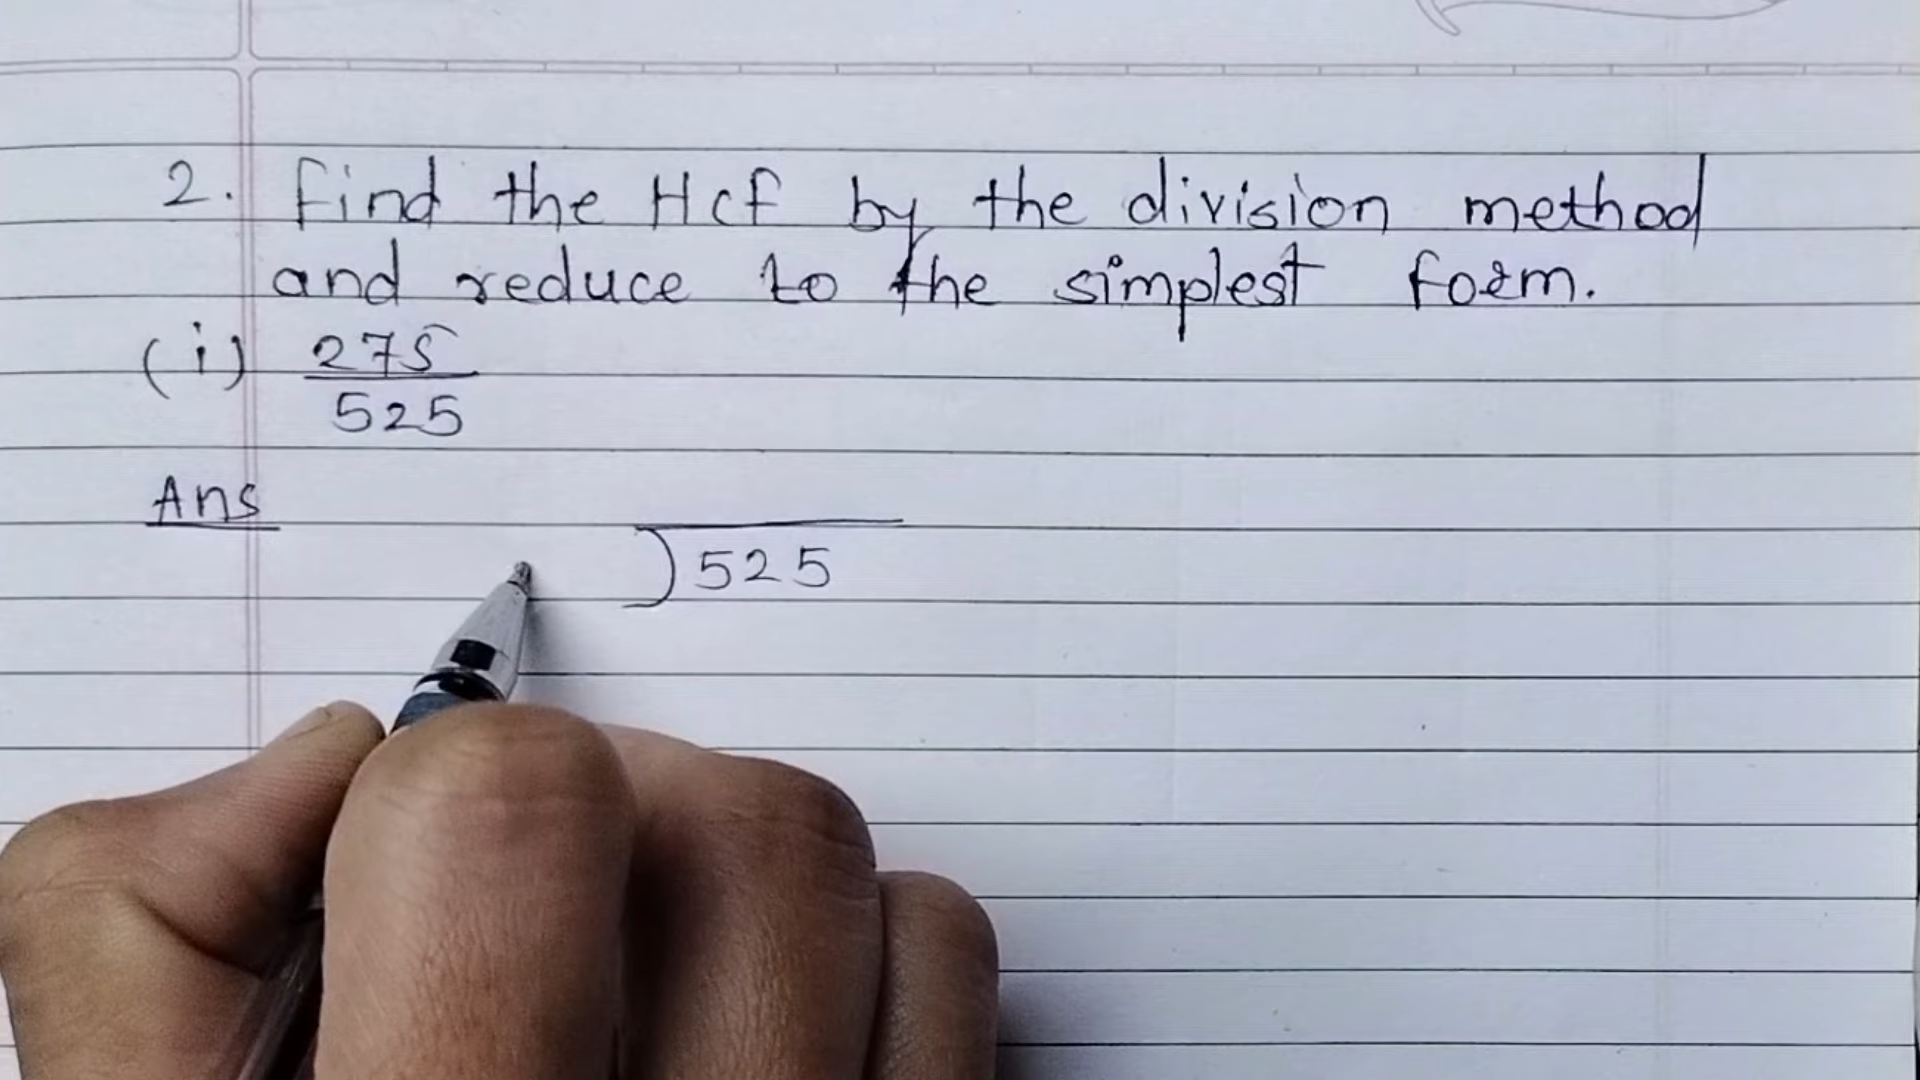 2. Find the HCF by the division method
and reduce to the simplest form.
(i) 275
525
Ans
525